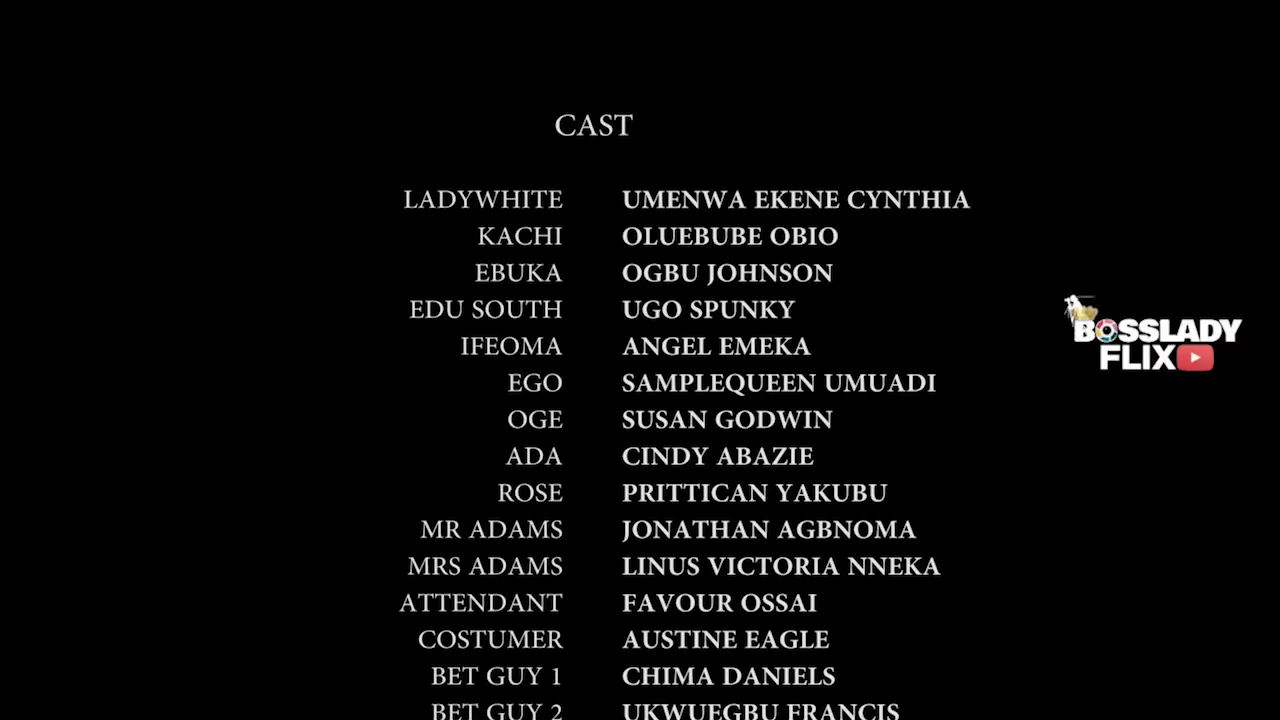 CAST
LADYWHITE UMENWA EKENE CYNTHIA
KACHI OLUEBUBE OBIO
EBUKA OGBU JOHNSON
EDU SOUTH UGO SPUNKY
IFEOMA ANGEL EMEKA
EGO SAMPLEQUEEN UMUADI
OGE SUSAN GODWIN
ADA CINDY ABAZIE
ROSE PRITTICAN YAKUBU
MR ADAMS JONATHAN AGBNOMA
MRS ADAMS LINUS VICTORIA NNEKA
ATTENDANT FAVOUR OSSAI
COSTUMER AUSTINE EAGLE
BET GUY 1 CHIMA DANIELS
BET GUY 2 UKWUEGBU FRANCIS
BOSSLADY
FLIX